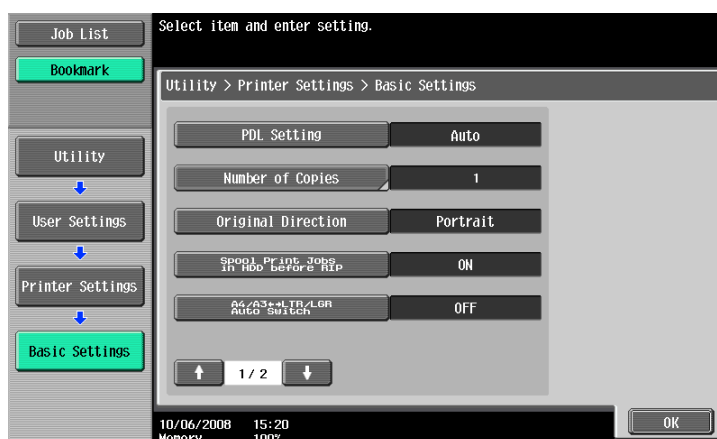 Job List
Bookmark
Utility
User Settings
Printer Settings
Basic Settings
Select item and enter setting.
Utility > Printer Settings > Basic Settings
PDL Setting
Auto
Number of Copies
1
Original Direction
Portrait
Spool Print Jobs
in HDD before RIP
ON
A4/A3↔LTR/LGR
Auto Switch
OFF
1/ 2
10/06/2008 15:20
Memory 100%
OK